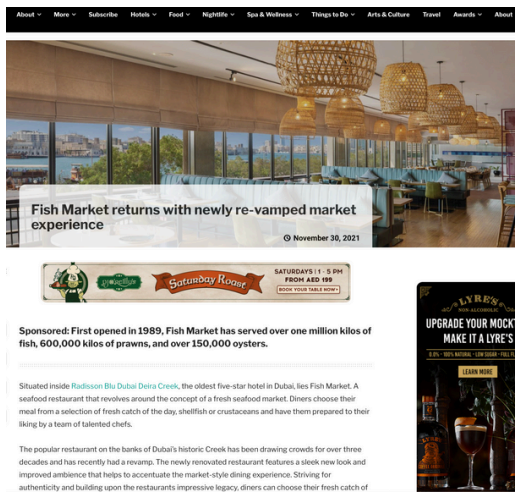 About More Subscribe Hotels Food Nightlife Spa & Wellness Things to Do Arts & Culture Travel Awards About
Fish Market returns with newly re-vamped market
experience
November 30, 2021
Saturday Roast
SATURDAYS | 1 - 5 PM
FROM AED 199
BOOK YOUR TABLE NOW
LYRE'S
NON-ALCOHOLIC
UPGRADE YOUR MOCKT
MAKE IT A LYRE'S
0.0% · 100% NATURAL · LOW SUGAR · FULL FL
LEARN MORE
Sponsored: First opened in 1989, Fish Market has served over one million kilos of
fish, 600,000 kilos of prawns, and over 150,000 oysters.
Situated inside Radisson Blu Dubai Deira Creek, the oldest five-star hotel in Dubai, lies Fish Market. A
seafood restaurant that revolves around the concept of a fresh seafood market. Diners choose their
meal from a selection of fresh catch of the day, shellfish or crustaceans and have them prepared to their
liking by a team of talented chefs.
The popular restaurant on the banks of Dubai's historic Creek has been drawing crowds for over three
decades and has recently had a revamp. The newly renovated restaurant features a sleek new look and
improved ambience that helps to accentuate the market-style dining experience. Striving for
authenticity and building upon the restaurants impressive legacy, diners can choose their fresh catch of